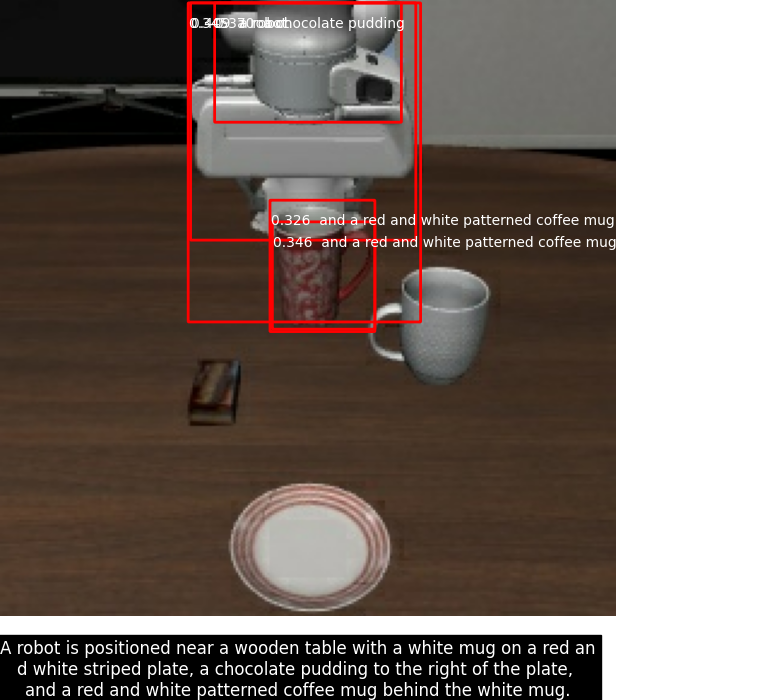 a chocolate pudding
0.326 and a red and white patterned coffee mug
0.346 and a red and white patterned coffee mug
A robot is positioned near a wooden table with a white mug on a red an
d white striped plate, a chocolate pudding to the right of the plate,
and a red and white patterned coffee mug behind the white mug.